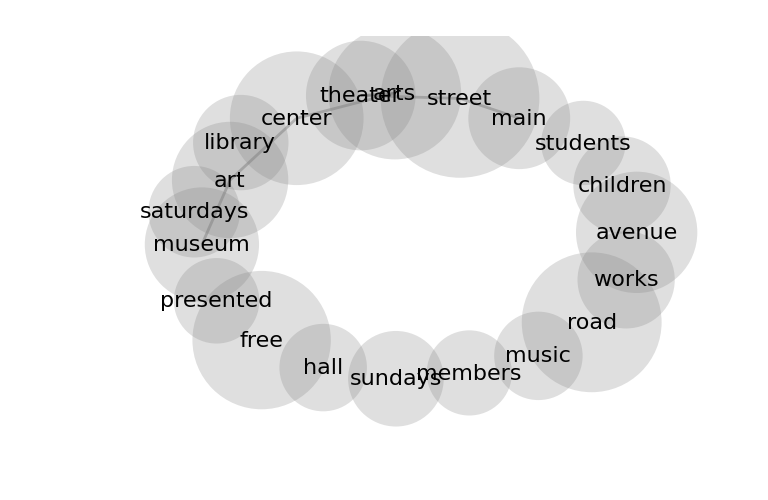 theater
arts
street
center
main
library
students
art
children
saturdays
avenue
museum
works
presented
road
free
music
hall
members
sundays